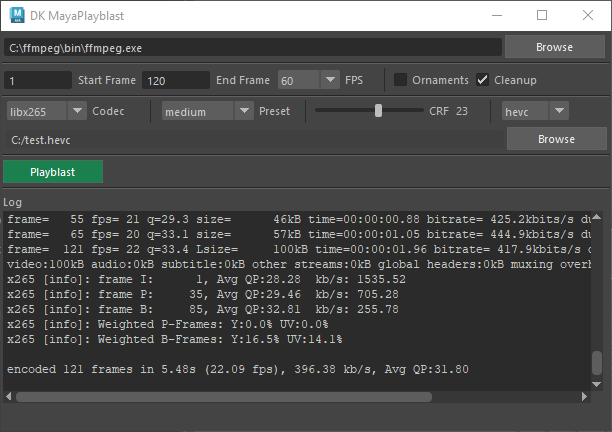 DK MayaPlayblast
C:\ffmpeg\bin\ffmpeg.exe Browse
1 Start Frame 120 End Frame 60 FPS Ornaments Cleanup
libx265 Codec medium Preset CRF 23 hevc
C:/test.hevc Browse
Playblast
Log
frame=   55 fps= 21 q=29.3 size=      46kB time=00:00:00.88 bitrate= 425.2kbits/s du
frame=   65 fps= 20 q=33.1 size=      57kB time=00:00:01.05 bitrate= 444.9kbits/s du
frame=  121 fps= 22 q=33.4 Lsize=     100kB time=00:00:01.96 bitrate= 417.9kbits/s d
video:100kB audio:0kB subtitle:0kB other streams:0kB global headers:0kB muxing overh
x265 [info]: frame I:      1, Avg QP:28.28  kb/s: 1535.52
x265 [info]: frame P:     35, Avg QP:29.46  kb/s: 705.28
x265 [info]: frame B:     85, Avg QP:32.81  kb/s: 255.78
x265 [info]: Weighted P-Frames: Y:0.0% UV:0.0%
x265 [info]: Weighted B-Frames: Y:16.5% UV:14.1%
encoded 121 frames in 5.48s (22.09 fps), 396.38 kb/s, Avg QP:31.80